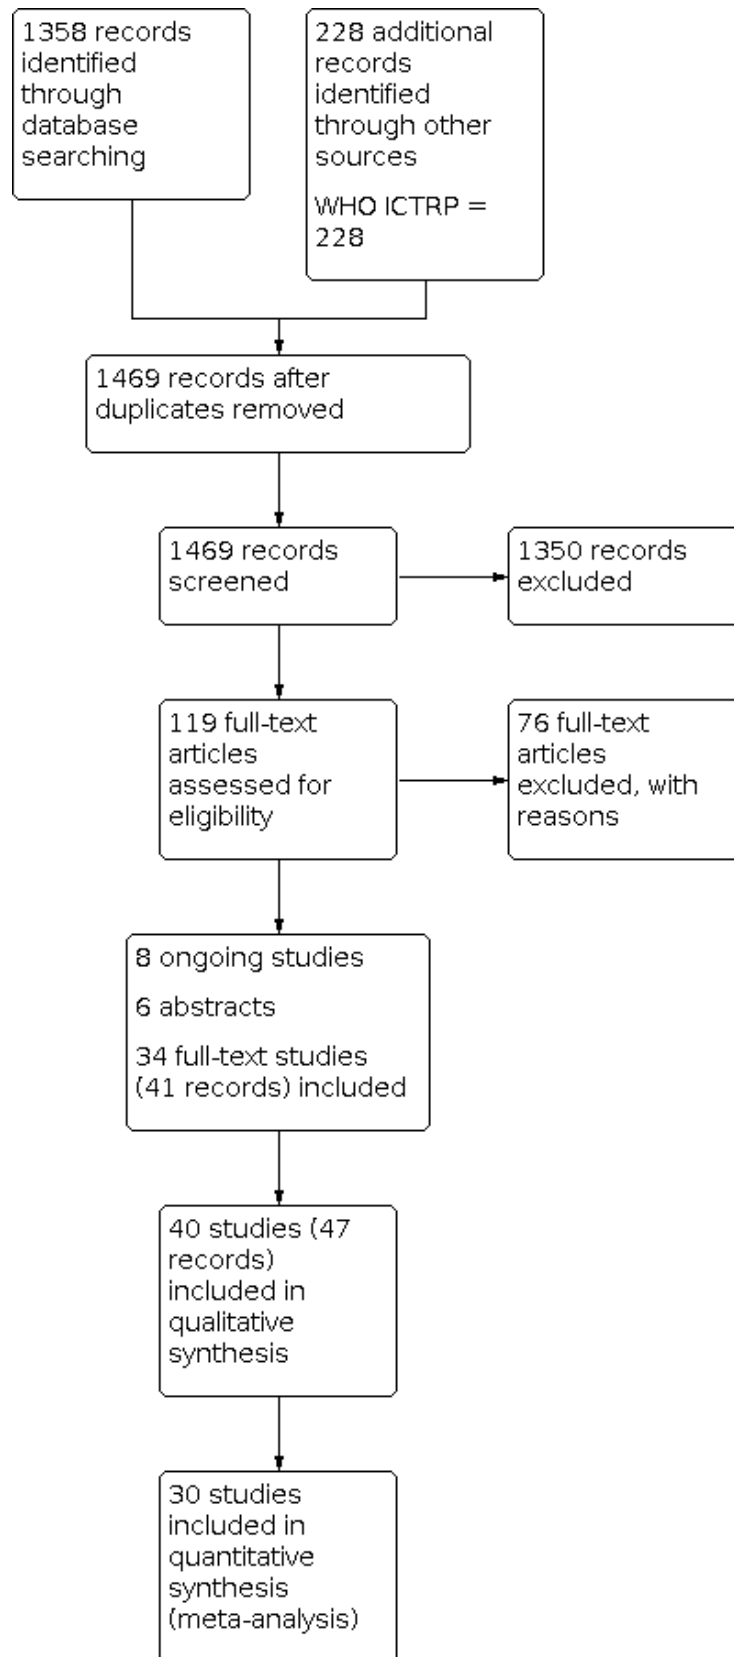 1358 records
identified
through
database
searching
228 additional
records
identified
through other
sources
WHO ICTRP =
228
1469 records after
duplicates removed
1469 records
screened
1350 records
excluded
119 full-text
articles
assessed for
eligibility
76 full-text
articles
excluded, with
reasons
8 ongoing studies
6 abstracts
34 full-text studies
(41 records) included
40 studies (47
records)
included in
qualitative
synthesis
30 studies
included in
quantitative
synthesis
(meta-analysis)